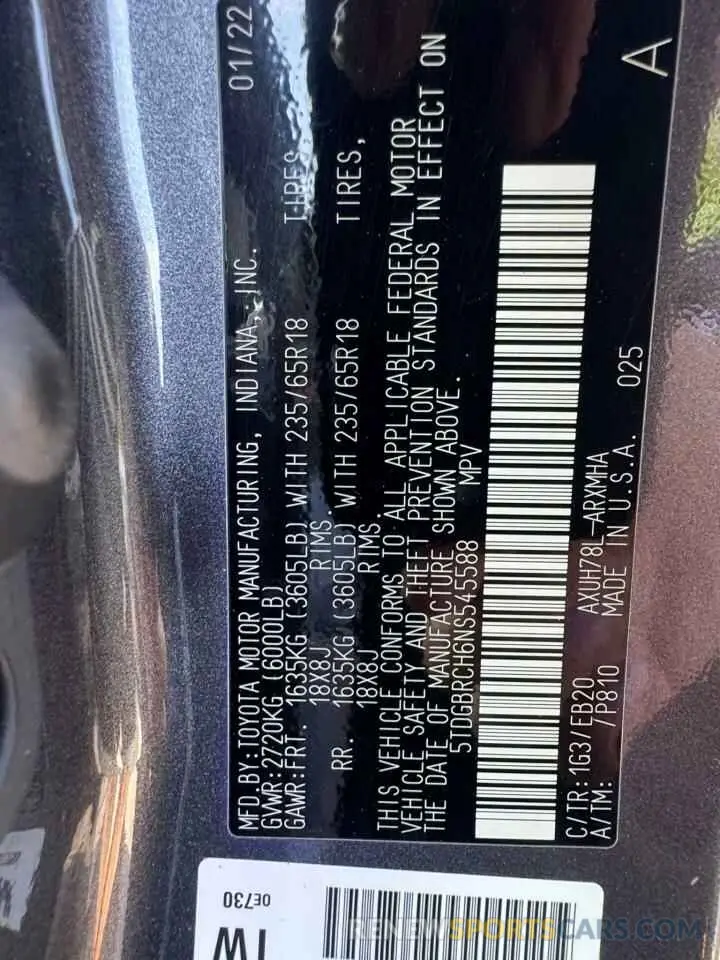 MFD.BY:TOYOTA MOTOR MANUFACTURING, INDIANA, INC. 01/22
GVWR:2720KG (6000LB)
GAWR:FRT. 1635KG (3605LB) WITH 235/65R18 TIRES
18X8J RIMS.
RR. 1635KG (3605LB) WITH 235/65R18 TIRES,
18X8J RIMS
THIS VEHICLE CONFORMS TO ALL APPLICABLE FEDERAL MOTOR
VEHICLE SAFETY AND THEFT PREVENTION STANDARDS IN EFFECT ON
THE DATE OF MANUFACTURE SHOWN ABOVE.
5TDGBRCH6NS545588 MPV
C/TR:1G3/EB20 AXUH78L-ARXMHA 025
A/TM: /P810 MADE IN U.S.A.
A
0E730
RENEWSPORTSCARS.COM